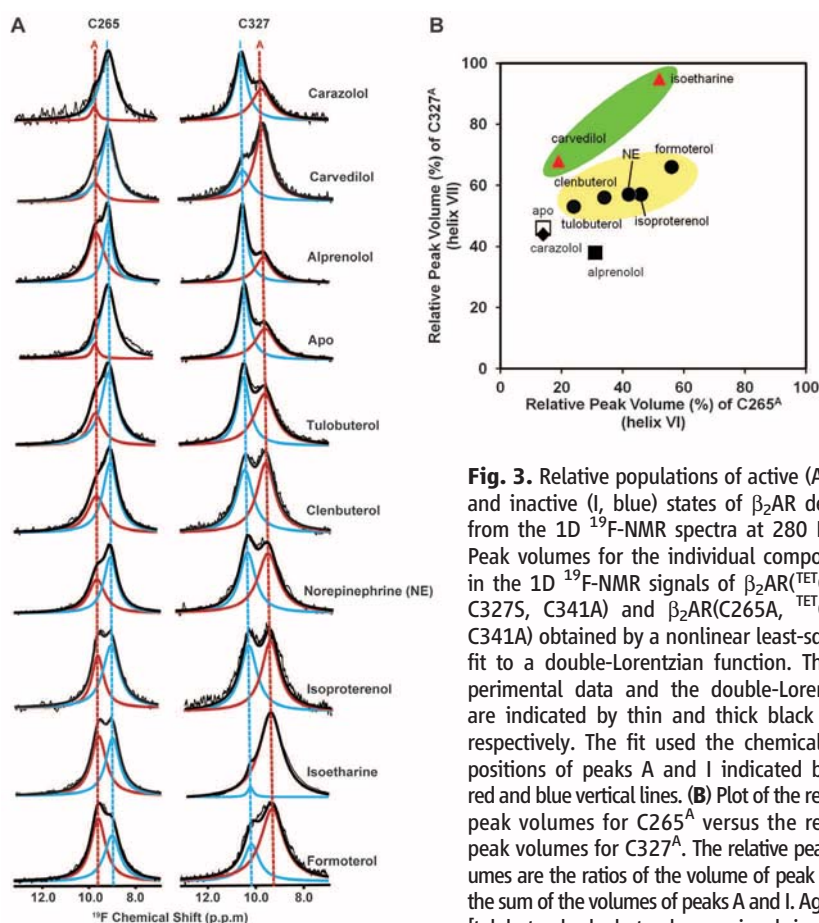 A
C265
C327
A
I
I
A
Carazolol
Carvedilol
Alprenolol
Apo
Tulobuterol
Clenbuterol
Norepinephrine (NE)
Isoproterenol
Isoetharine
Formoterol
13.0 10.0 8.0 13.0 10.0 8.0
¹⁹F Chemical Shift (p.p.m)
B
Relative Peak Volume (%) of C327ᴬ
(helix VII)
100
80
60
40
20
0
isoetharine
carvedilol
formoterol
NE
clenbuterol
apo
tulobuterol
isoproterenol
carazolol
alprenolol
0 20 40 60 80 100
Relative Peak Volume (%) of C265ᴬ
(helix VI)
Fig. 3. Relative populations of active (A
and inactive (I, blue) states of β₂AR de
from the 1D ¹⁹F-NMR spectra at 280
Peak volumes for the individual compo
in the 1D ¹⁹F-NMR signals of β₂AR(ᵀᴱᵀ
C327S, C341A) and β₂AR(C265A, ᵀᴱᵀ
C341A) obtained by a nonlinear least-sq
fit to a double-Lorentzian function. Th
perimental data and the double-Loren
are indicated by thin and thick black
respectively. The fit used the chemical
positions of peaks A and I indicated b
red and blue vertical lines. (B) Plot of the re
peak volumes for C265ᴬ versus the re
peak volumes for C327ᴬ. The relative pea
umes are the ratios of the volume of peak
the sum of the volumes of peaks A and I. Ag